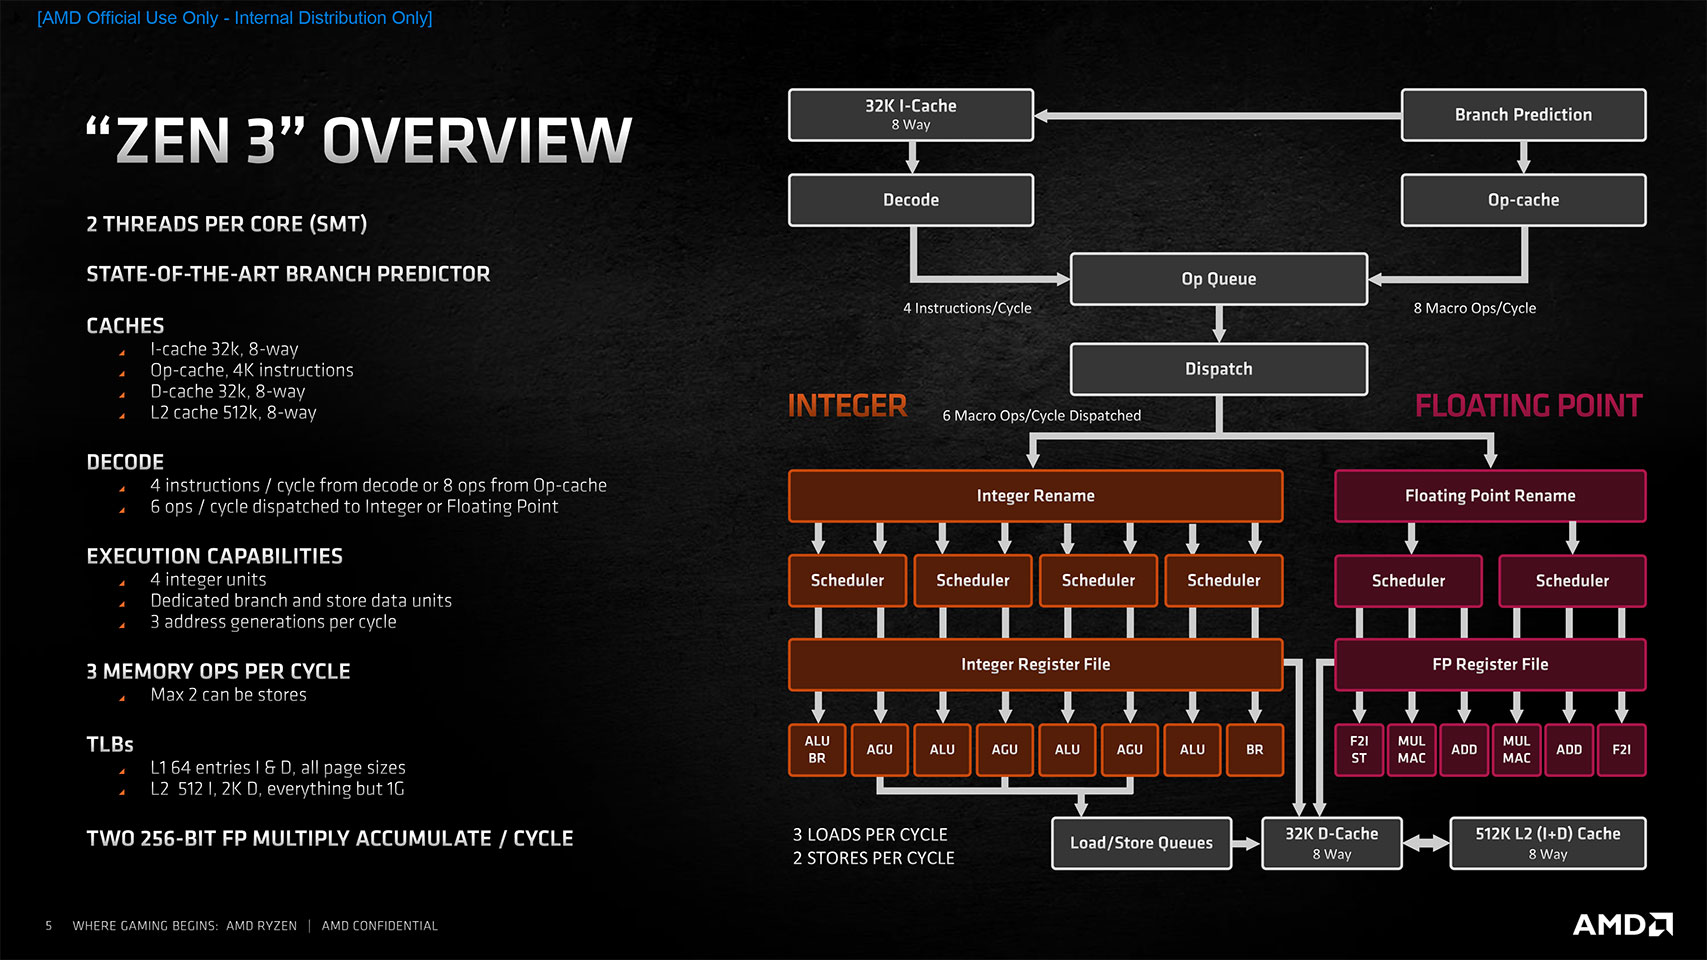 [AMD Official Use Only - Internal Distribution Only]
“ZEN 3” OVERVIEW
2 THREADS PER CORE (SMT)
STATE-OF-THE-ART BRANCH PREDICTOR
CACHES
I-cache 32k, 8-way
Op-cache, 4K instructions
D-cache 32k, 8-way
L2 cache 512k, 8-way
DECODE
4 instructions / cycle from decode or 8 ops from Op-cache
6 ops / cycle dispatched to Integer or Floating Point
EXECUTION CAPABILITIES
4 integer units
Dedicated branch and store data units
3 address generations per cycle
3 MEMORY OPS PER CYCLE
Max 2 can be stores
TLBs
L1 64 entries I & D, all page sizes
L2  512 I, 2K D, everything but 1G
TWO 256-BIT FP MULTIPLY ACCUMULATE / CYCLE
32K I-Cache
8 Way
Branch Prediction
Decode
Op-cache
Op Queue
4 Instructions/Cycle
8 Macro Ops/Cycle
Dispatch
INTEGER
6 Macro Ops/Cycle Dispatched
FLOATING POINT
Integer Rename
Floating Point Rename
Scheduler
Scheduler
Scheduler
Scheduler
Scheduler
Scheduler
Integer Register File
FP Register File
ALU
BR
AGU
ALU
AGU
ALU
AGU
ALU
BR
F2I
ST
MUL
MAC
ADD
MUL
MAC
ADD
F2I
3 LOADS PER CYCLE
2 STORES PER CYCLE
Load/Store Queues
32K D-Cache
8 Way
512K L2 (I+D) Cache
8 Way
5 WHERE GAMING BEGINS: AMD RYZEN | AMD CONFIDENTIAL
AMD